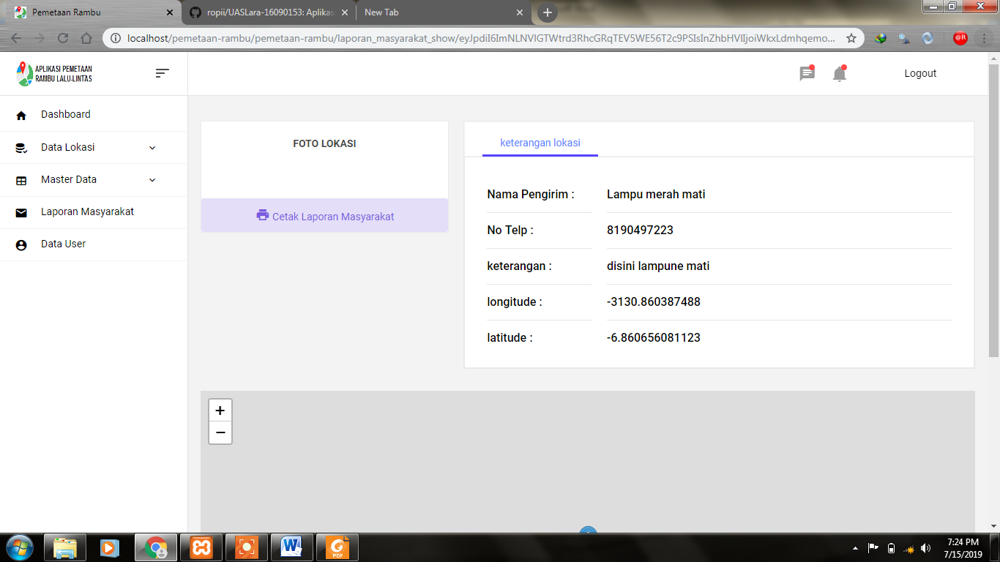 Pemetaan Rambu
ropii/UASLara-16090153: Aplikas
New Tab
localhost/pemetaan-rambu/pemetaan-rambu/laporan_masyarakat_show/eyJpdiI6ImNLNVlGTWtrd3RhcGRqTEV5WE56T2c9PSIsInZhbHVlIjoiWkxLdmhqemo...
@R
APLIKASI PEMETAAN
RAMBU LALU-LINTAS
Logout
Dashboard
Data Lokasi
Master Data
Laporan Masyarakat
Data User
FOTO LOKASI
Cetak Laporan Masyarakat
keterangan lokasi
Nama Pengirim : Lampu merah mati
No Telp : 8190497223
keterangan : disini lampune mati
longitude : -3130.860387488
latitude : -6.860656081123
+
−
PDF
7:24 PM
7/15/2019